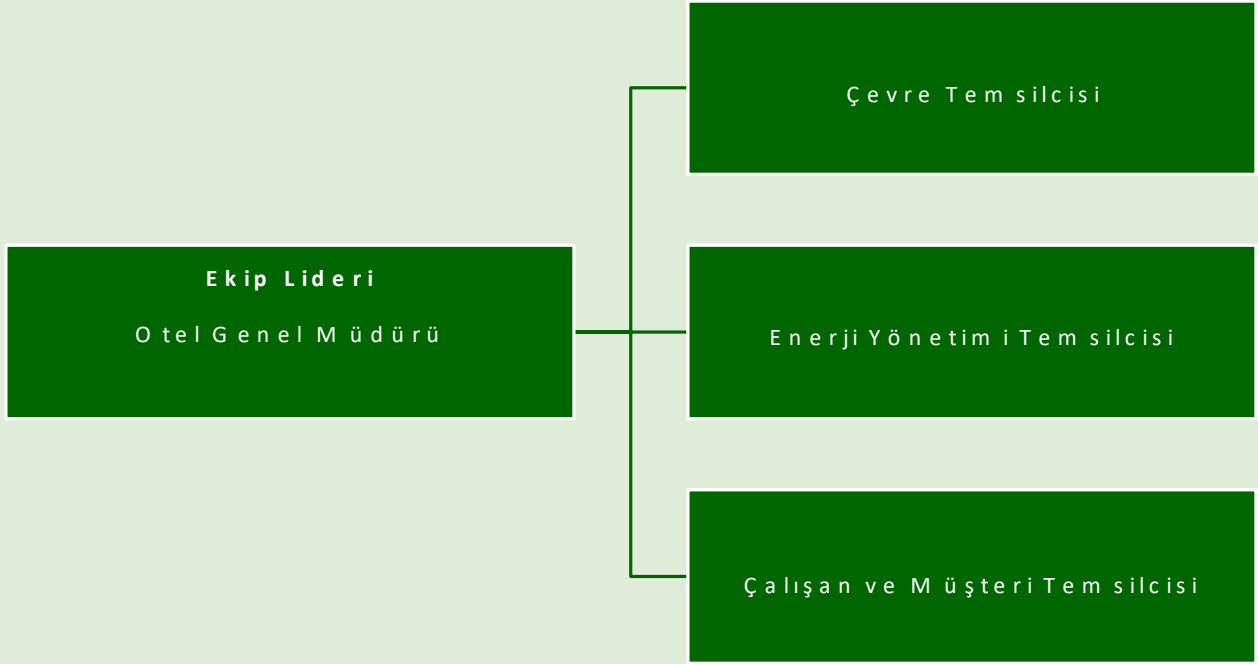 Ekip Lideri
Otel Genel Müdürü
Çevre Temsilcisi
Enerji Yönetimi Temsilcisi
Çalışan ve Müşteri Temsilcisi